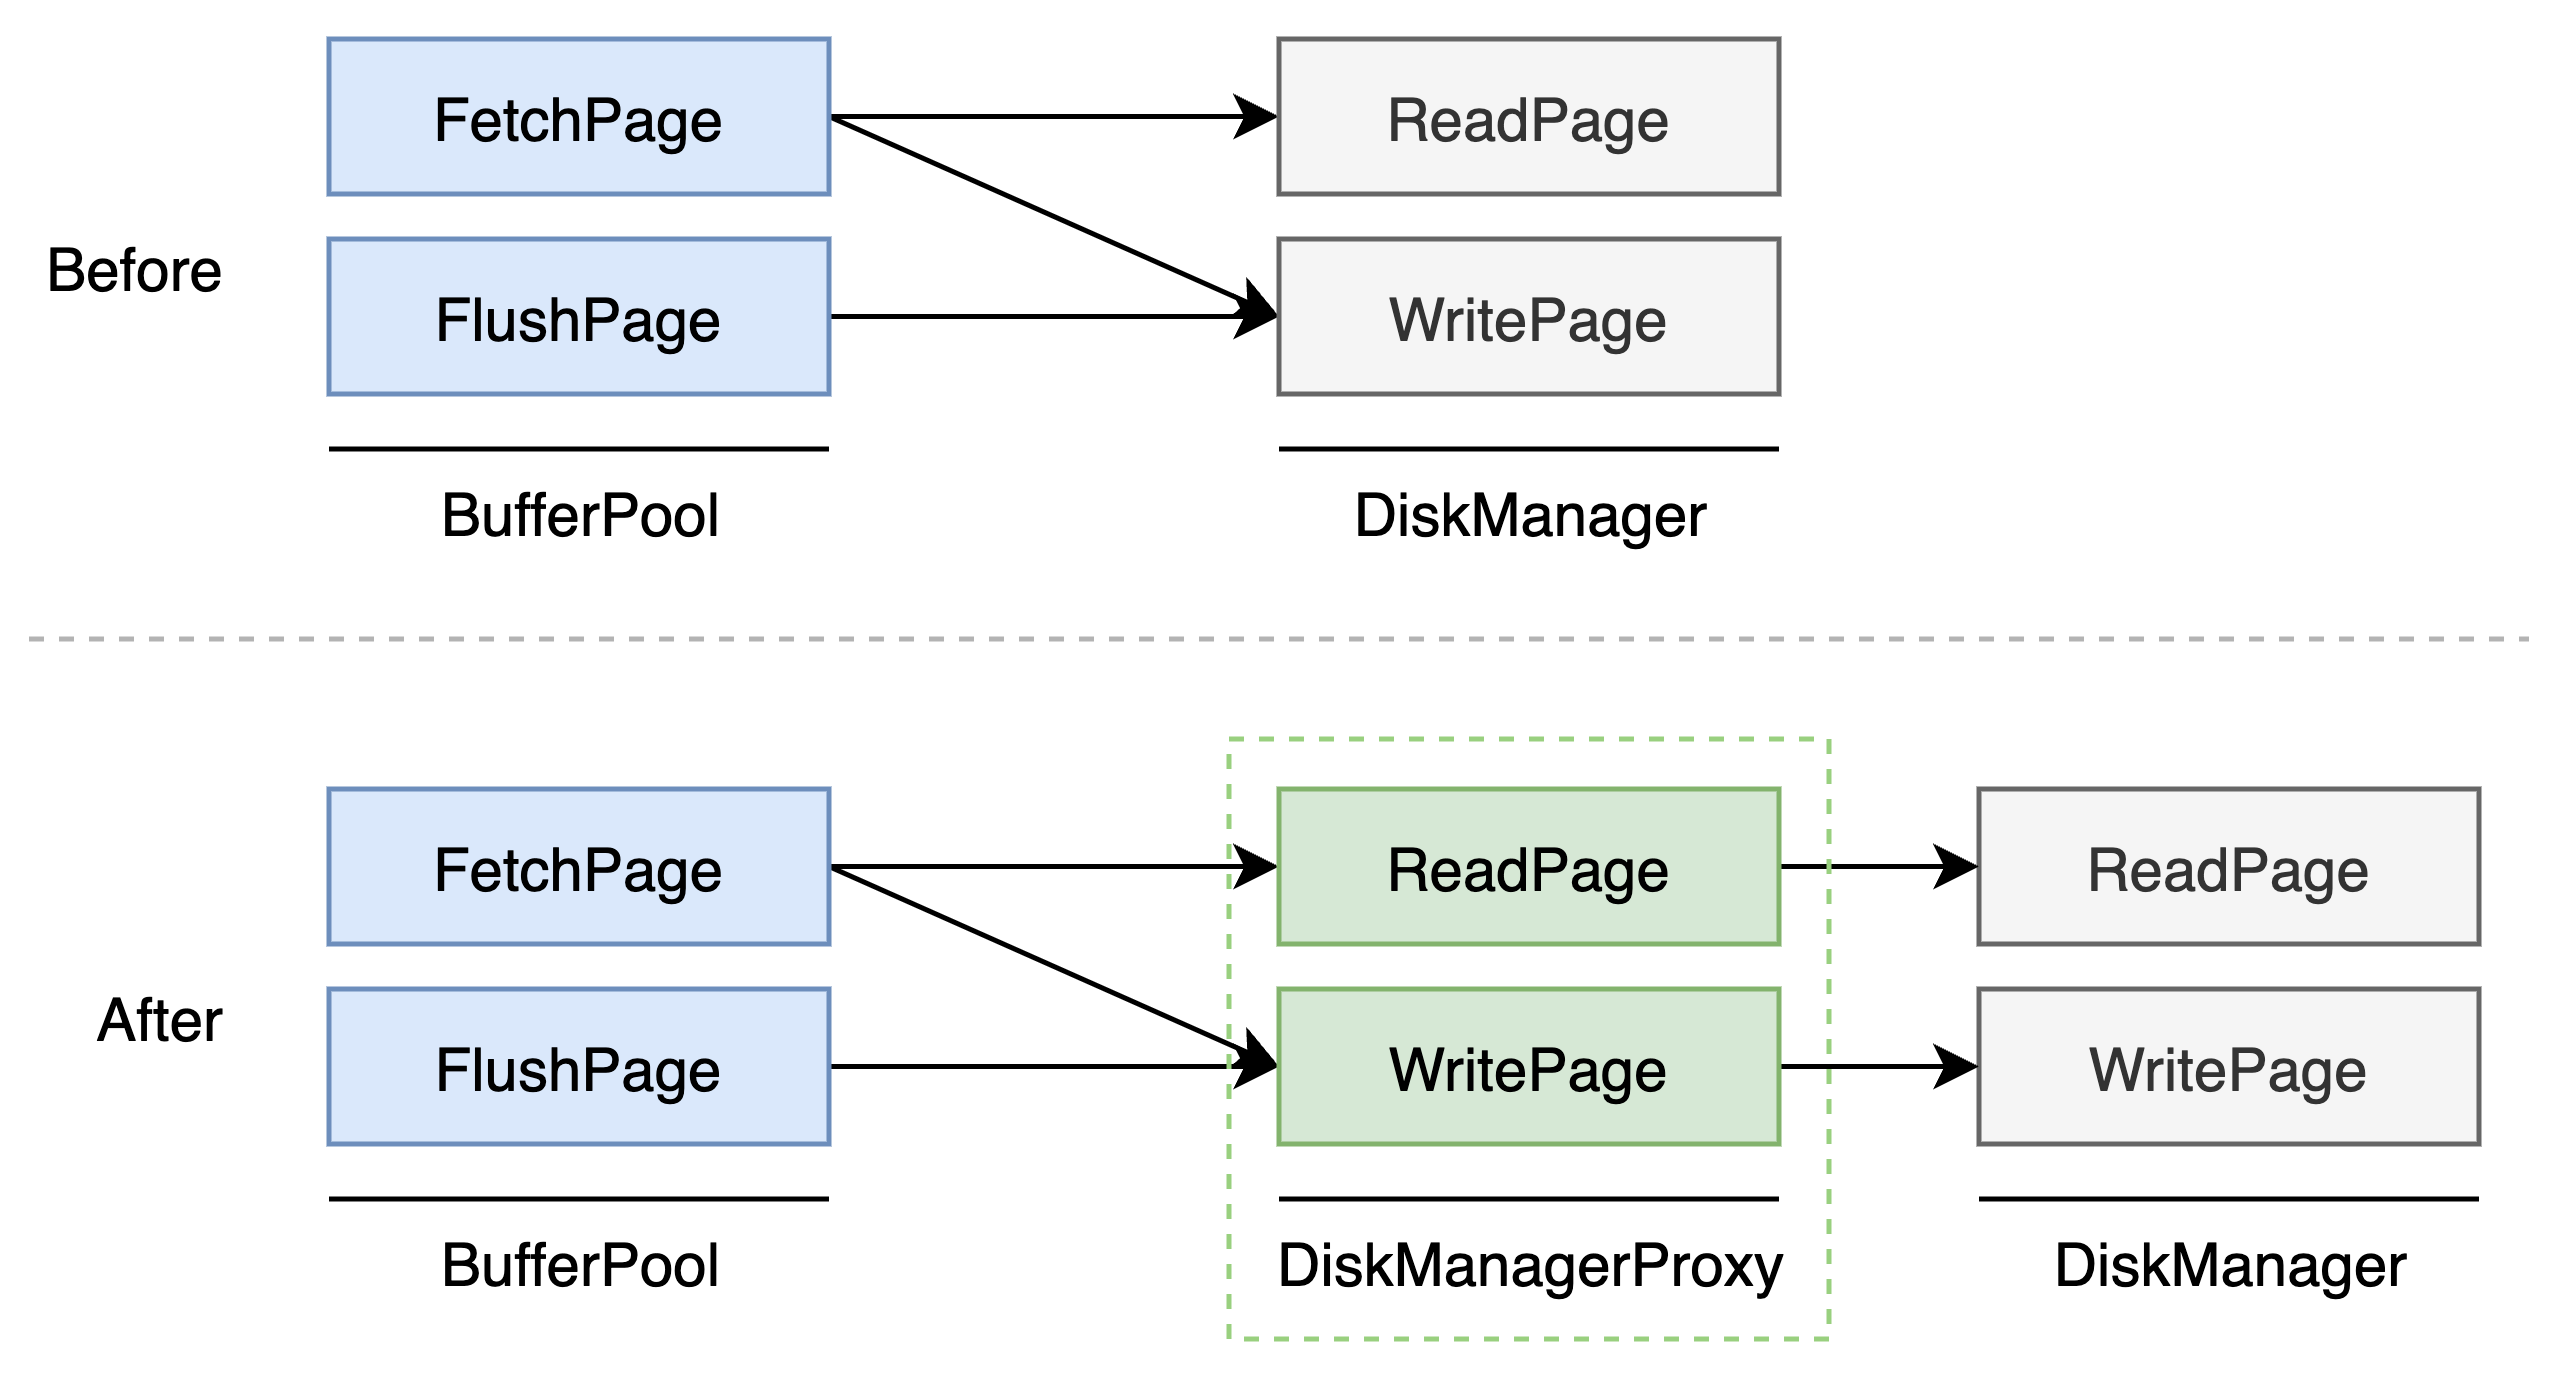 FetchPage
ReadPage
Before
FlushPage
WritePage
BufferPool
DiskManager
FetchPage
ReadPage
ReadPage
After
FlushPage
WritePage
WritePage
BufferPool
DiskManagerProxy
DiskManager